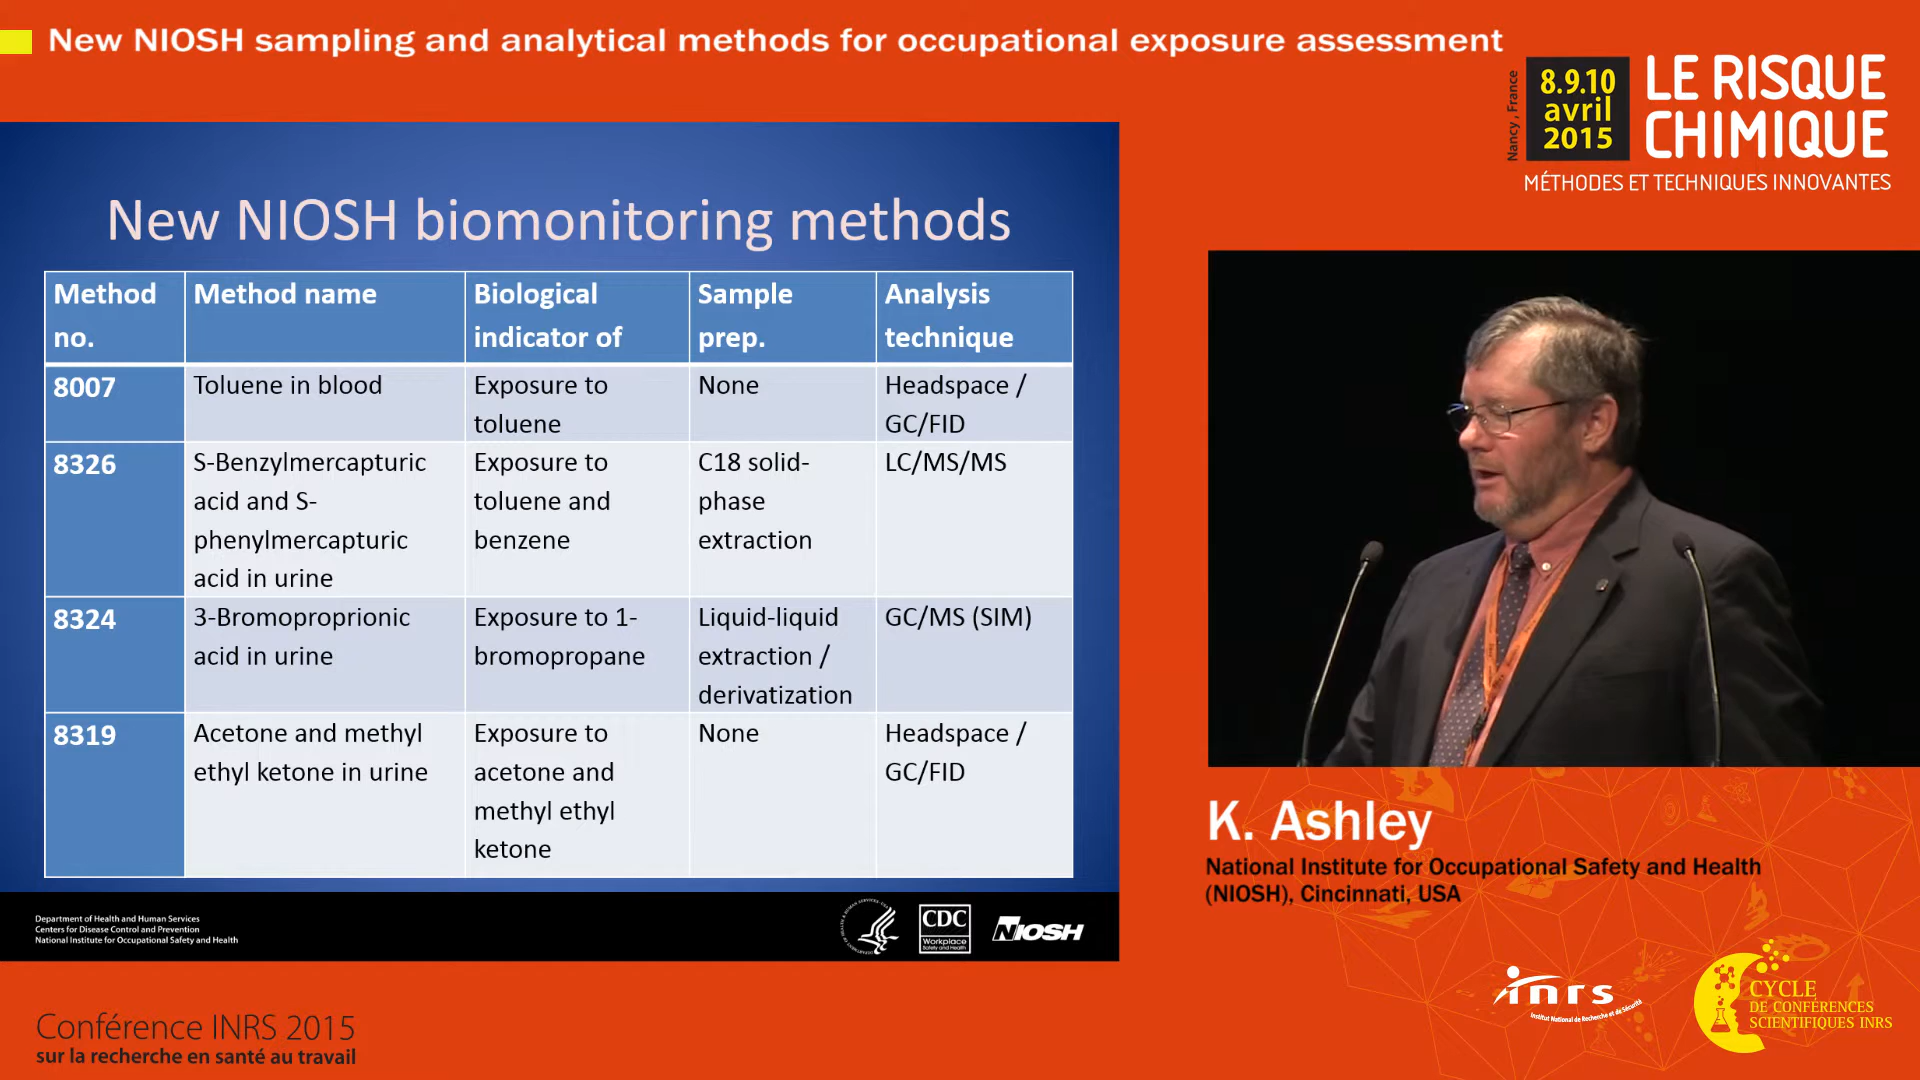 New NIOSH sampling and analytical methods for occupational exposure assessment
Nancy, France
8.9.10
avril
2015
LE RISQUE
CHIMIQUE
MÉTHODES ET TECHNIQUES INNOVANTES
New NIOSH biomonitoring methods
Method no.
Method name
Biological indicator of
Sample prep.
Analysis technique
8007
Toluene in blood
Exposure to
toluene
None
Headspace /
GC/FID
8326
S-Benzylmercapturic
acid and S-
phenylmercapturic
acid in urine
Exposure to
toluene and
benzene
C18 solid-
phase
extraction
LC/MS/MS
8324
3-Bromoproprionic
acid in urine
Exposure to 1-
bromopropane
Liquid-liquid
extraction /
derivatization
GC/MS (SIM)
8319
Acetone and methyl
ethyl ketone in urine
Exposure to
acetone and
methyl ethyl
ketone
None
Headspace /
GC/FID
Department of Health and Human Services
Centers for Disease Control and Prevention
National Institute for Occupational Safety and Health
CDC
Workplace
Safety and Health
NIOSH
K. Ashley
National Institute for Occupational Safety and Health
(NIOSH), Cincinnati, USA
Conférence INRS 2015
sur la recherche en santé au travail
inrs
Institut National de Recherche et de Sécurité
CYCLE
DE CONFÉRENCES
SCIENTIFIQUES INRS